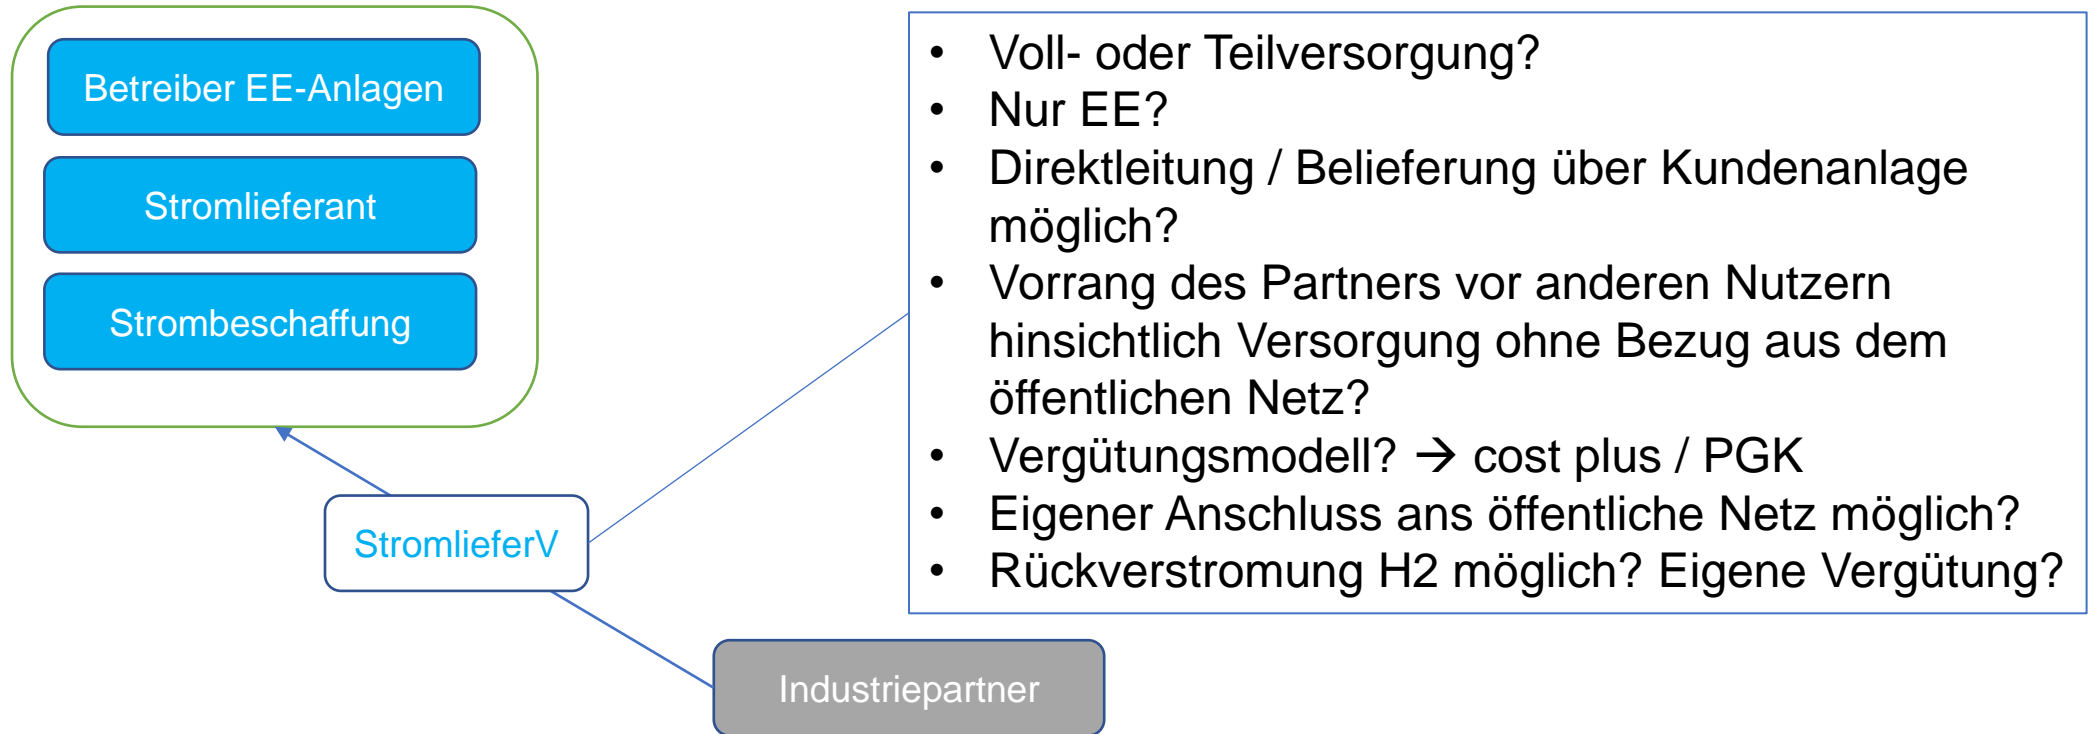 Betreiber EE-Anlagen
Stromlieferant
Strombeschaffung
StromlieferV
Industriepartner
• Voll- oder Teilversorgung?
• Nur EE?
• Direktleitung / Belieferung über Kundenanlage
möglich?
• Vorrang des Partners vor anderen Nutzern
hinsichtlich Versorgung ohne Bezug aus dem
öffentlichen Netz?
• Vergütungsmodell? → cost plus / PGK
• Eigener Anschluss ans öffentliche Netz möglich?
• Rückverstromung H2 möglich? Eigene Vergütung?